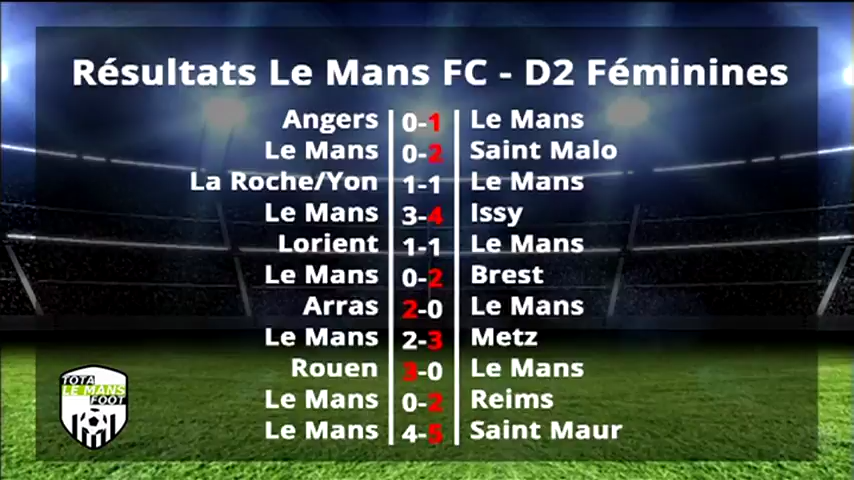 Résultats Le Mans FC - D2 Féminines
Angers 0-1 Le Mans
Le Mans 0-2 Saint Malo
La Roche/Yon 1-1 Le Mans
Le Mans 3-4 Issy
Lorient 1-1 Le Mans
Le Mans 0-2 Brest
Arras 2-0 Le Mans
Le Mans 2-3 Metz
Rouen 3-0 Le Mans
Le Mans 0-2 Reims
Le Mans 4-5 Saint Maur
TOTA
LE MANS
FOOT